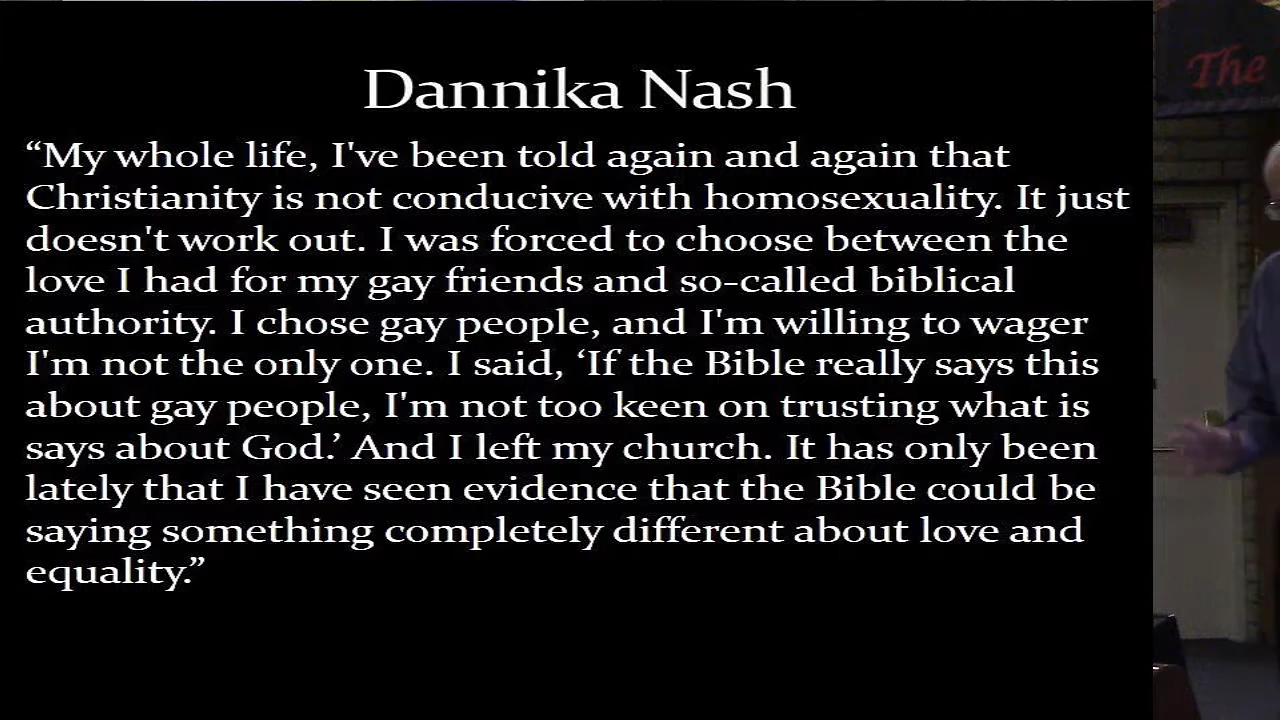 Dannika Nash
“My whole life, I've been told again and again that
Christianity is not conducive with homosexuality. It just
doesn't work out. I was forced to choose between the
love I had for my gay friends and so-called biblical
authority. I chose gay people, and I'm willing to wager
I'm not the only one. I said, ‘If the Bible really says this
about gay people, I'm not too keen on trusting what is
says about God.’ And I left my church. It has only been
lately that I have seen evidence that the Bible could be
saying something completely different about love and
equality.”
The